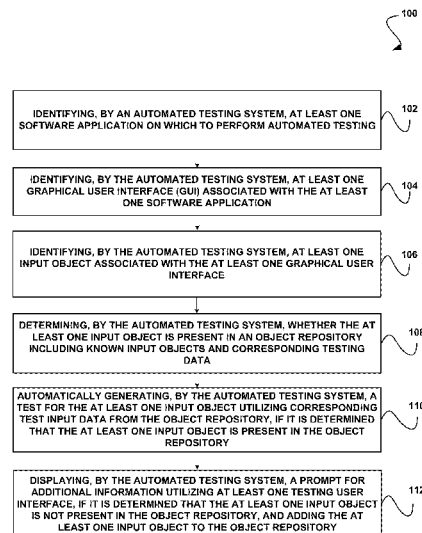 100
IDENTIFYING, BY AN AUTOMATED TESTING SYSTEM, AT LEAST ONE
SOFTWARE APPLICATION ON WHICH TO PERFORM AUTOMATED TESTING
102
IDENTIFYING, BY THE AUTOMATED TESTING SYSTEM, AT LEAST ONE
GRAPHICAL USER INTERFACE (GUI) ASSOCIATED WITH THE AT LEAST
ONE SOFTWARE APPLICATION
104
IDENTIFYING, BY THE AUTOMATED TESTING SYSTEM, AT LEAST ONE
INPUT OBJECT ASSOCIATED WITH THE AT LEAST ONE GRAPHICAL USER
INTERFACE
106
DETERMINING, BY THE AUTOMATED TESTING SYSTEM, WHETHER THE AT
LEAST ONE INPUT OBJECT IS PRESENT IN AN OBJECT REPOSITORY
INCLUDING KNOWN INPUT OBJECTS AND CORRESPONDING TESTING
DATA
108
AUTOMATICALLY GENERATING, BY THE AUTOMATED TESTING SYSTEM, A
TEST FOR THE AT LEAST ONE INPUT OBJECT UTILIZING CORRESPONDING
TEST INPUT DATA FROM THE OBJECT REPOSITORY, IF IT IS DETERMINED
THAT THE AT LEAST ONE INPUT OBJECT IS PRESENT IN THE OBJECT
REPOSITORY
110
DISPLAYING, BY THE AUTOMATED TESTING SYSTEM, A PROMPT FOR
ADDITIONAL INFORMATION UTILIZING AT LEAST ONE TESTING USER
INTERFACE, IF IT IS DETERMINED THAT THE AT LEAST ONE INPUT OBJECT
IS NOT PRESENT IN THE OBJECT REPOSITORY, AND ADDING THE AT
LEAST ONE INPUT OBJECT TO THE OBJECT REPOSITORY
112